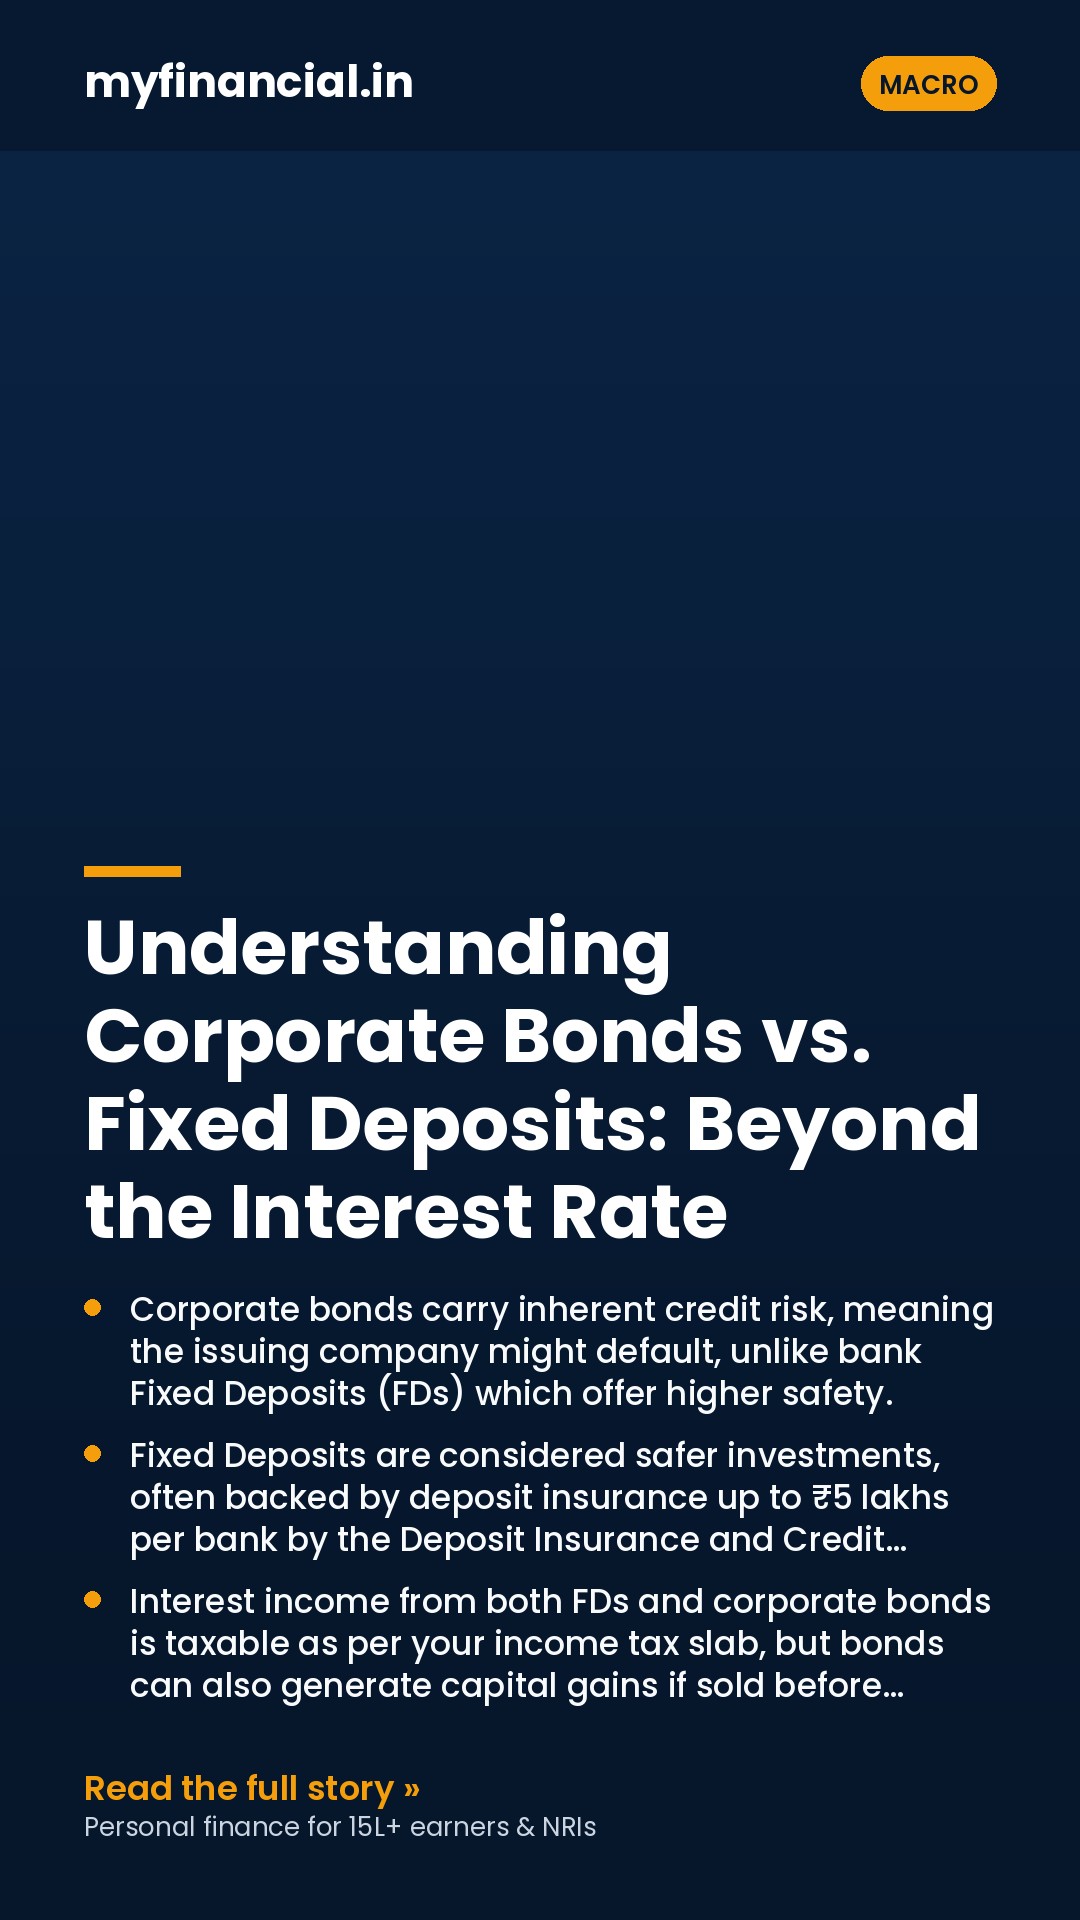 myfinancial.in
MACRO
Understanding
Corporate Bonds vs.
Fixed Deposits: Beyond
the Interest Rate
Corporate bonds carry inherent credit risk, meaning
the issuing company might default, unlike bank
Fixed Deposits (FDs) which offer higher safety.
Fixed Deposits are considered safer investments,
often backed by deposit insurance up to ₹5 lakhs
per bank by the Deposit Insurance and Credit...
Interest income from both FDs and corporate bonds
is taxable as per your income tax slab, but bonds
can also generate capital gains if sold before...
Read the full story »
Personal finance for 15L+ earners & NRIs